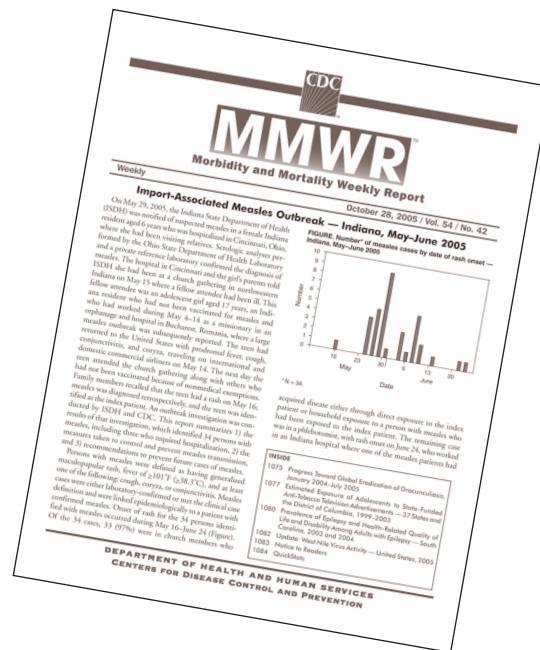 CDC
MMWR™
Morbidity and Mortality Weekly Report
Weekly
October 28, 2005 / Vol. 54 / No. 42
Import-Associated Measles Outbreak — Indiana, May–June 2005
On May 29, 2005, the Indiana State Department of Health
(ISDH) was notified of suspected measles in a female Indiana
resident aged 6 years who was hospitalized in Cincinnati, Ohio,
where she had been visiting relatives. Serologic analyses per-
formed by the Ohio State Department of Health Laboratory
and a private reference laboratory confirmed the diagnosis of
measles. The hospital in Cincinnati and the girl's parents told
ISDH she had been at a church gathering in northwestern
Indiana on May 15 where a fellow attendee had been ill. This
fellow attendee was an adolescent girl aged 17 years, an Indi-
ana resident who had not been vaccinated for measles and
who had worked during May 4–14 as a missionary in an
orphanage and hospital in Bucharest, Romania, where a large
measles outbreak was subsequently reported. The teen had
returned to the United States with prodromal fever, cough,
conjunctivitis, and coryza, traveling on international and
domestic commercial airliners on May 14. The next day the
teen attended the church gathering along with others who
had not been vaccinated because of nonmedical exemptions.
Family members recalled that the teen had a rash on May 16;
measles was diagnosed retrospectively, and the teen was iden-
tified as the index patient. An outbreak investigation was con-
ducted by ISDH and CDC. This report summarizes 1) the
results of that investigation, which identified 34 persons with
measles, including three who required hospitalization, 2) the
measures taken to control and prevent measles transmission,
and 3) recommendations to prevent future cases of measles.
Persons with measles were defined as having generalized
maculopapular rash, fever of ≥101°F (≥38.3°C), and at least
one of the following: cough, coryza, or conjunctivitis. Measles
cases were either laboratory-confirmed or met the clinical case
definition and were linked epidemiologically to a patient with
confirmed measles. Onset of rash for the 34 persons identi-
fied with measles occurred during May 16–June 24 (Figure).
Of the 34 cases, 33 (97%) were in church members who
FIGURE. Number* of measles cases by date of rash onset —
Indiana, May–June 2005
10
9
8
7
6
5
4
3
2
1
0
Number
16 23 30 6 13 20
May June
Date
* N = 34.
acquired disease either through direct exposure to the index
patient or household exposure to a person with measles who
had been exposed to the index patient. The remaining case
was in a phlebotomist, with rash onset on June 24, who worked
in an Indiana hospital where one of the measles patients had
INSIDE
1075 Progress Toward Global Eradication of Dracunculiasis,
January 2004–July 2005
1077 Estimated Exposure of Adolescents to State-Funded
Anti-Tobacco Television Advertisements — 37 States and
the District of Columbia, 1999–2003
1080 Prevalence of Epilepsy and Health-Related Quality of
Life and Disability Among Adults with Epilepsy — South
Carolina, 2003 and 2004
1082 Update: West Nile Virus Activity — United States, 2005
1083 Notice to Readers
1084 QuickStats
DEPARTMENT OF HEALTH AND HUMAN SERVICES
CENTERS FOR DISEASE CONTROL AND PREVENTION